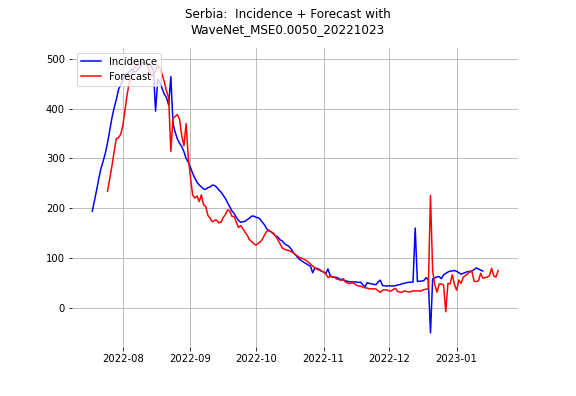 Serbia:  Incidence + Forecast with
WaveNet_MSE0.0050_20221023
Incidence
Forecast
500
400
300
200
100
0
2022-08 2022-09 2022-10 2022-11 2022-12 2023-01